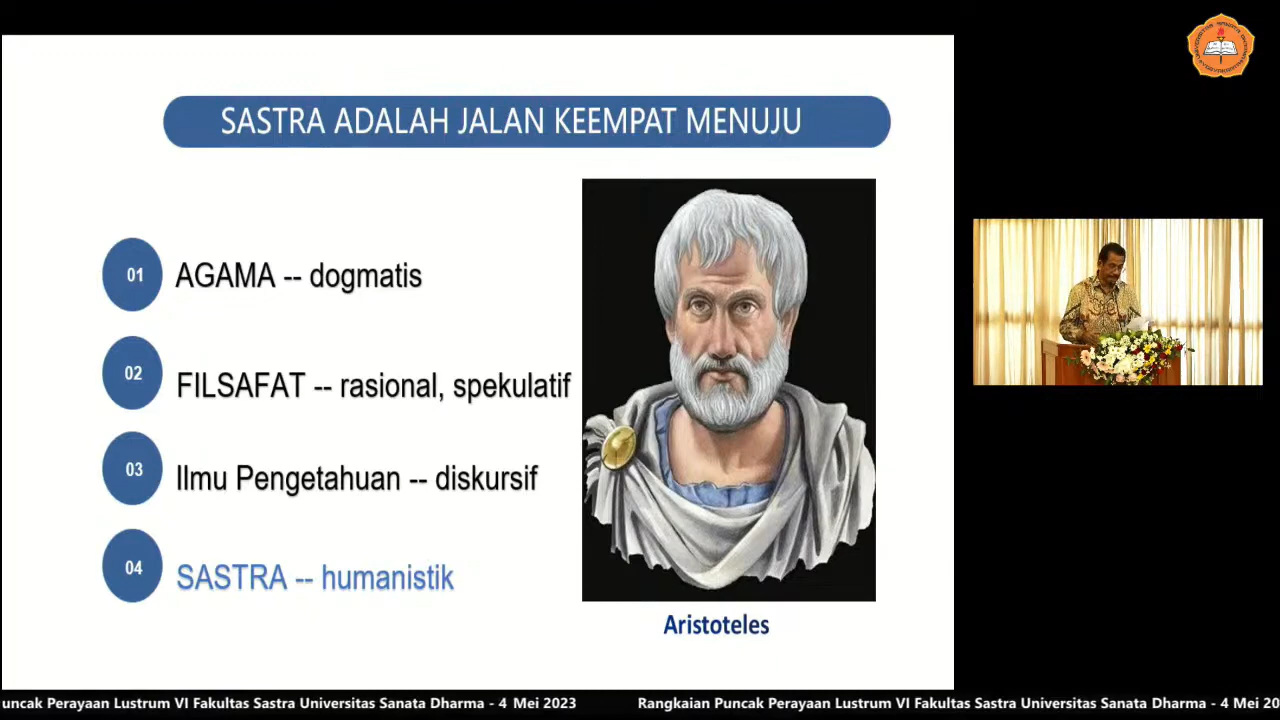 SASTRA ADALAH JALAN KEEMPAT MENUJU
01
AGAMA -- dogmatis
02
FILSAFAT -- rasional, spekulatif
03
Ilmu Pengetahuan -- diskursif
04
SASTRA -- humanistik
Aristoteles
uncak Perayaan Lustrum VI Fakultas Sastra Universitas Sanata Dharma - 4 Mei 2023 Rangkaian Puncak Perayaan Lustrum VI Fakultas Sastra Universitas Sanata Dharma - 4 Mei 20